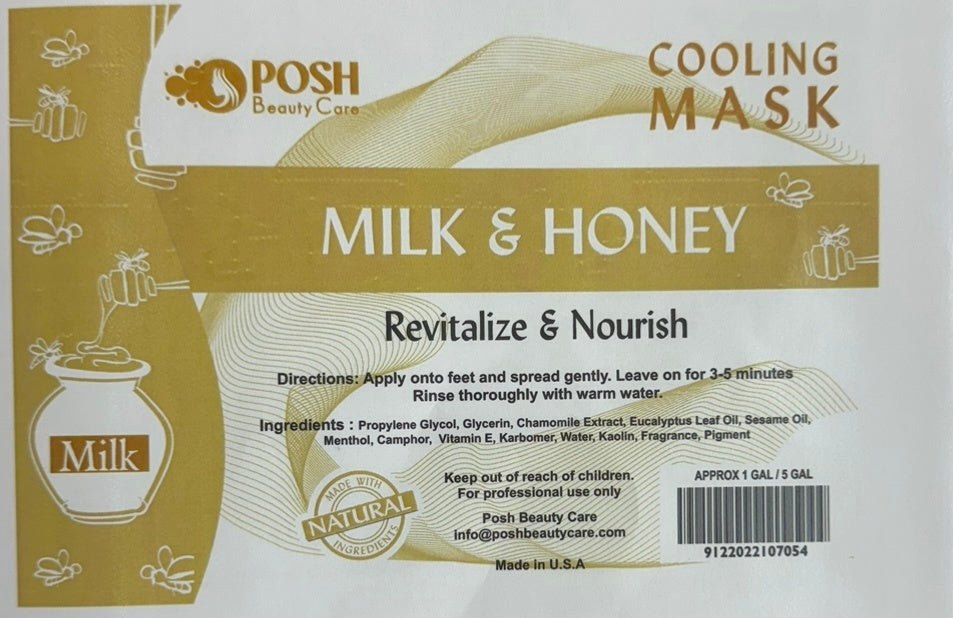 POSH
Beauty Care
COOLING
MASK
MILK & HONEY
Revitalize & Nourish
Directions: Apply onto feet and spread gently. Leave on for 3-5 minutes
Rinse thoroughly with warm water.
Ingredients : Propylene Glycol, Glycerin, Chamomile Extract, Eucalyptus Leaf Oil, Sesame Oil,
Menthol, Camphor, Vitamin E, Karbomer, Water, Kaolin, Fragrance, Pigment
Milk
MADE WITH
NATURAL
INGREDIENTS
Keep out of reach of children.
For professional use only
Posh Beauty Care
info@poshbeautycare.com
Made in U.S.A
APPROX 1 GAL / 5 GAL
9122022107054